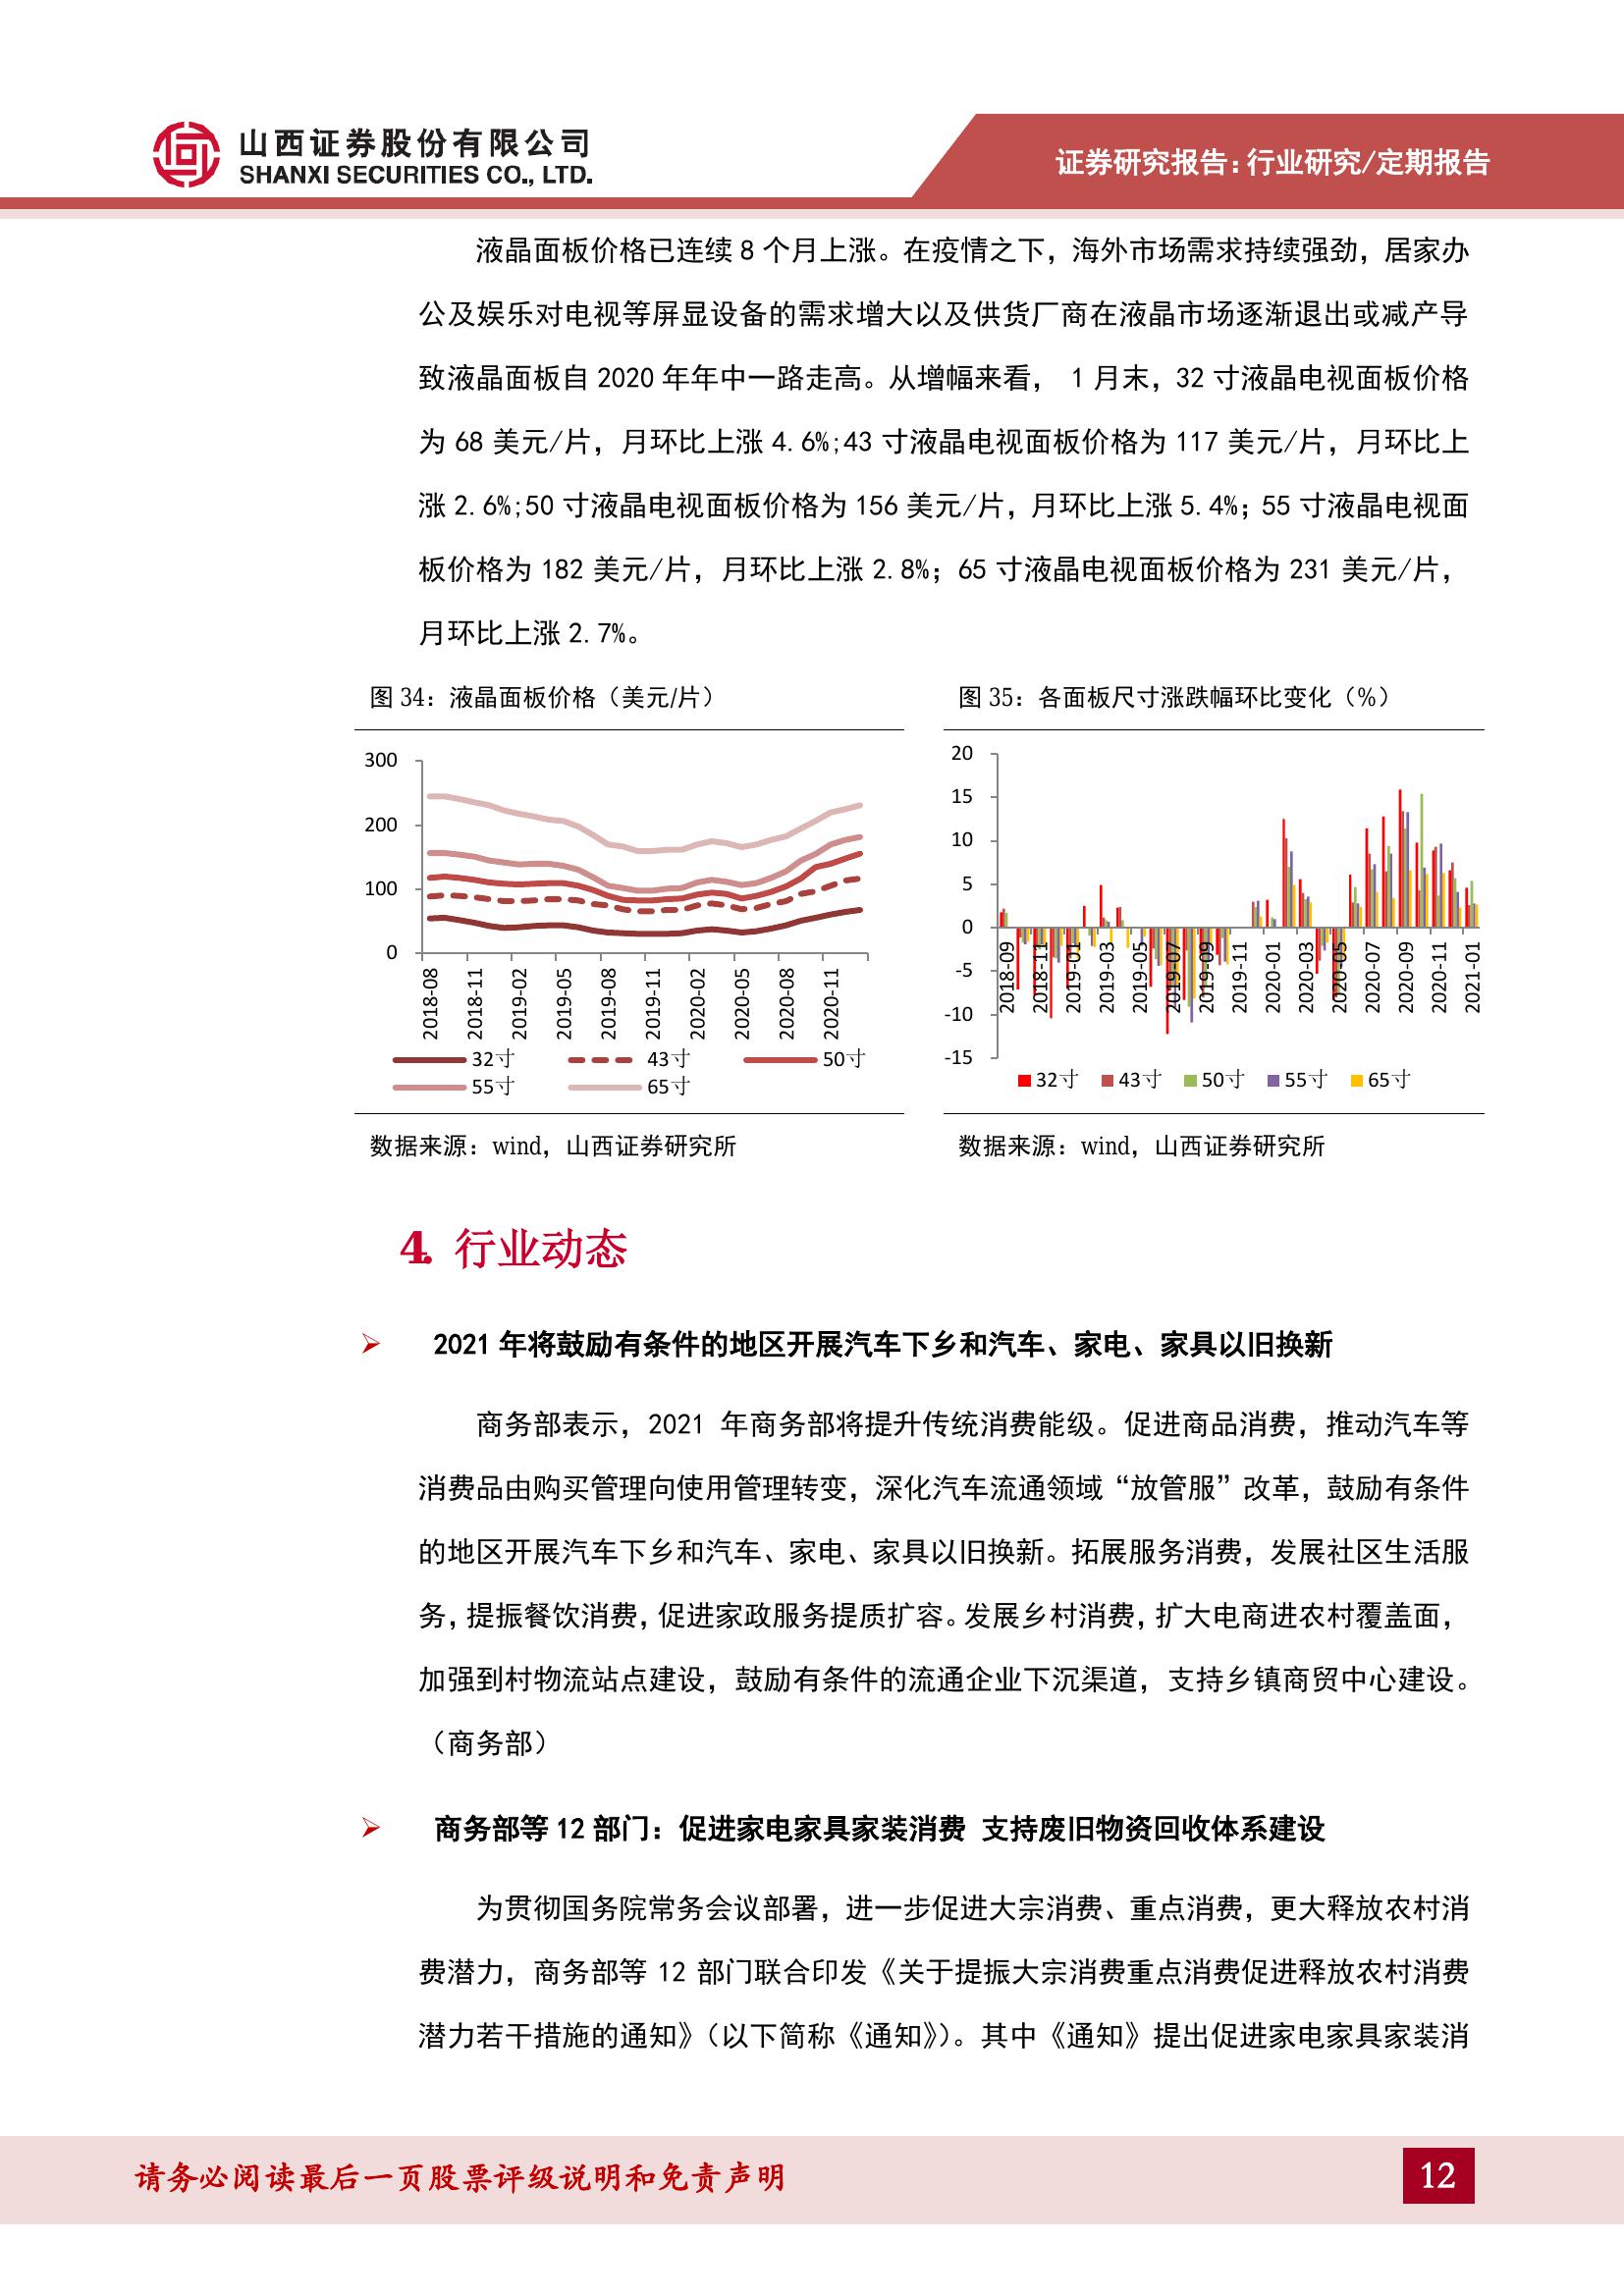 山西证券股份有限公司
SHANXI SECURITIES CO., LTD.
证券研究报告:行业研究/定期报告
液晶面板价格已连续 8 个月上涨。在疫情之下，海外市场需求持续强劲，居家办
公及娱乐对电视等屏显设备的需求增大以及供货厂商在液晶市场逐渐退出或减产导
致液晶面板自 2020 年年中一路走高。从增幅来看， 1 月末，32 寸液晶电视面板价格
为 68 美元/片，月环比上涨 4.6%;43 寸液晶电视面板价格为 117 美元/片，月环比上
涨 2.6%;50 寸液晶电视面板价格为 156 美元/片，月环比上涨 5.4%；55 寸液晶电视面
板价格为 182 美元/片，月环比上涨 2.8%；65 寸液晶电视面板价格为 231 美元/片，
月环比上涨 2.7%。
图 34：液晶面板价格（美元/片）
300
200
100
0
2018-08
2018-11
2019-02
2019-05
2019-08
2019-11
2020-02
2020-05
2020-08
2020-11
32寸 43寸 50寸
55寸 65寸
数据来源：wind，山西证券研究所
图 35：各面板尺寸涨跌幅环比变化（%）
20
15
10
5
0
-5
-10
-15
2018-09
2018-11
2019-01
2019-03
2019-05
2019-07
2019-09
2019-11
2020-01
2020-03
2020-05
2020-07
2020-09
2020-11
2021-01
32寸 43寸 50寸 55寸 65寸
数据来源：wind，山西证券研究所
4. 行业动态
2021 年将鼓励有条件的地区开展汽车下乡和汽车、家电、家具以旧换新
商务部表示，2021 年商务部将提升传统消费能级。促进商品消费，推动汽车等
消费品由购买管理向使用管理转变，深化汽车流通领域“放管服”改革，鼓励有条件
的地区开展汽车下乡和汽车、家电、家具以旧换新。拓展服务消费，发展社区生活服
务，提振餐饮消费，促进家政服务提质扩容。发展乡村消费，扩大电商进农村覆盖面，
加强到村物流站点建设，鼓励有条件的流通企业下沉渠道，支持乡镇商贸中心建设。
（商务部）
商务部等 12 部门：促进家电家具家装消费 支持废旧物资回收体系建设
为贯彻国务院常务会议部署，进一步促进大宗消费、重点消费，更大释放农村消
费潜力，商务部等 12 部门联合印发《关于提振大宗消费重点消费促进释放农村消费
潜力若干措施的通知》（以下简称《通知》）。其中《通知》提出促进家电家具家装消
请务必阅读最后一页股票评级说明和免责声明
12